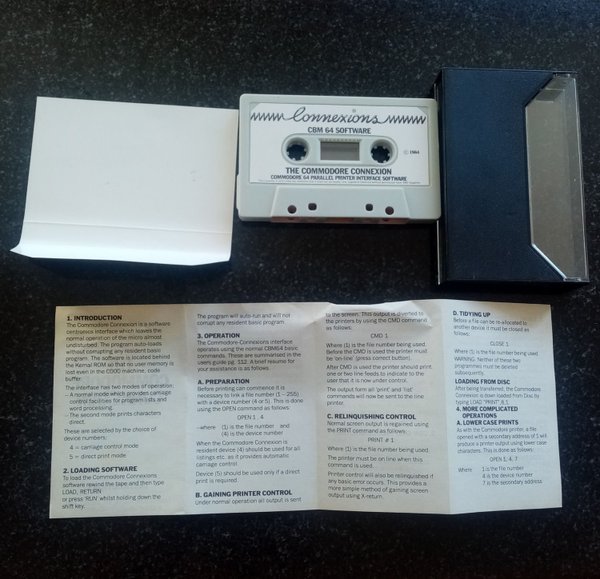 Connexions
CBM 64 SOFTWARE
© 1984
THE COMMODORE CONNEXION
COMMODORE 64 PARALLEL PRINTER INTERFACE SOFTWARE
1. INTRODUCTION
The Commodore Connexion is a software
centronics interface which leaves the
normal operation of the micro almost
undisturbed. The program auto-loads
without corrupting any resident basic
program. The software is located behind
the Kernal ROM so that no user memory is
lost even in the C000 machine, code
buffer.
The interface has two modes of operation:
- A normal mode which provides carriage
control facilities for program lists and
word processing.
- The second mode prints characters
direct.
These are selected by the choice of
device numbers:
4 = carriage control mode
5 = direct print mode
2. LOADING SOFTWARE
To load the Commodore Connexions
software rewind the tape and then type
LOAD, RETURN
or press 'RUN' whilst holding down the
shift key.
The program will auto-run and will not
corrupt any resident basic program.
3. OPERATION
The Commodore Connexions interface
operates using the normal CBM64 basic
commands. These are summarised in the
users guide pg. 112. A brief resume for
your assistance is as follows.
A. PREPARATION
Before printing can commence it is
necessary to link a file number (1 - 255)
with a device number (4 or 5). This is done
using the OPEN command as follows:
OPEN 1, 4
-where (1) is the file number and
(4) is the device number
When the Commodore Connexion is
resident device (4) should be used for all
listings etc. as it provides automatic
carriage control
Device (5) should be used only if a direct
print is required
B. GAINING PRINTER CONTROL
Under normal operation all output is sent
to the screen. This output is diverted to
the printers by using the CMD command
as follows:
CMD 1
Where (1) is the file number being used.
Before the CMD is used the printer must
be 'on-line' (press correct button)
After CMD is used the printer should print
one or two line feeds to indicate to the
user that it is now under control.
The output form all 'print' and 'list'
commands will now be sent to the line
printer.
C. RELINQUISHING CONTROL
Normal screen output is regained using
the PRINT command as follows:
PRINT # 1
Where (1) is the file number being used.
The printer must be on line when this
command is used.
Printer control will also be relinquished if
any basic error occurs. This provides a
more simple method of gaining screen
output using X-return.
D. TIDYING UP
Before a file can be re-allocated to
another device it must be closed as
follows:
CLOSE 1
Where (1) is the file number being used
WARNING. Neither of these two
programmes must be deleted
subsequently.
LOADING FROM DISC
After being transferred, the Commodore
Connexion is down loaded from Disc By
typing LOAD "PRINT",8,1
4. MORE COMPLICATED
OPERATIONS
A. LOWER CASE PRINTS
As with the Commodore printer, a file
opened with a secondary address of 7 will
produce a printer output using lower case
characters. This is done as follows:
OPEN 1, 4, 7
Where 1 is the file number
4 is the device number
7 is the secondary address